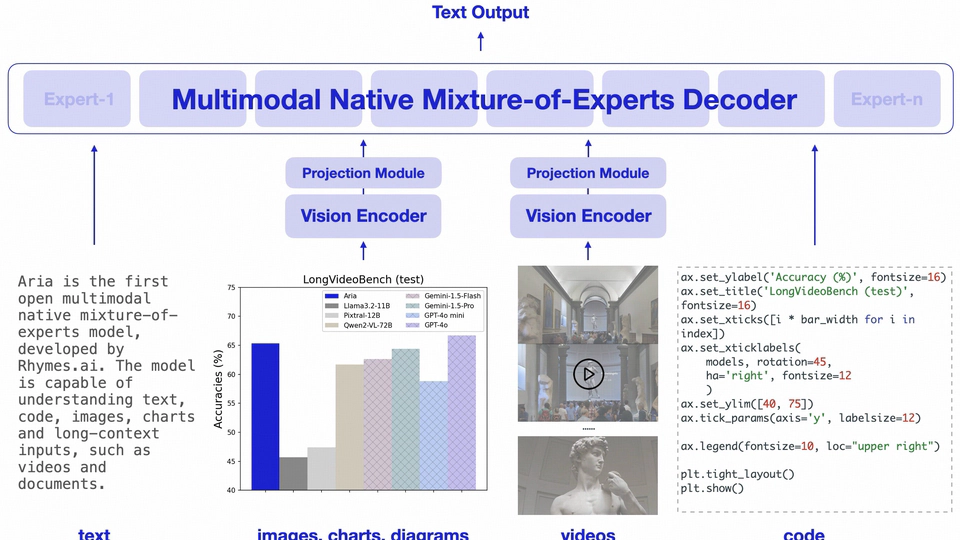 Text Output
Expert-1
Multimodal Native Mixture-of-Experts Decoder
Expert-n
Projection Module
Projection Module
Vision Encoder
Vision Encoder
Aria is the first
open multimodal
native mixture-of-
experts model,
developed by
Rhymes.ai. The model
is capable of
understanding text,
code, images, charts
and long-context
inputs, such as
videos and
documents.
LongVideoBench (test)
Accuracies (%)
75
70
65
60
55
50
45
40
Aria
Llama3.2-11B
Pixtral-12B
Qwen2-VL-72B
Gemini-1.5-Flash
Gemini-1.5-Pro
GPT-4o mini
GPT-4o
......
ax.set_ylabel('Accuracy (%)', fontsize=16)
ax.set_title('LongVideoBench (test)',
fontsize=16)
ax.set_xticks([i * bar_width for i in
index])
ax.set_xticklabels(
models, rotation=45,
ha='right', fontsize=12
)
ax.set_ylim([40, 75])
ax.tick_params(axis='y', labelsize=12)
ax.legend(fontsize=10, loc="upper right")
plt.tight_layout()
plt.show()
text
images, charts, diagrams
videos
code